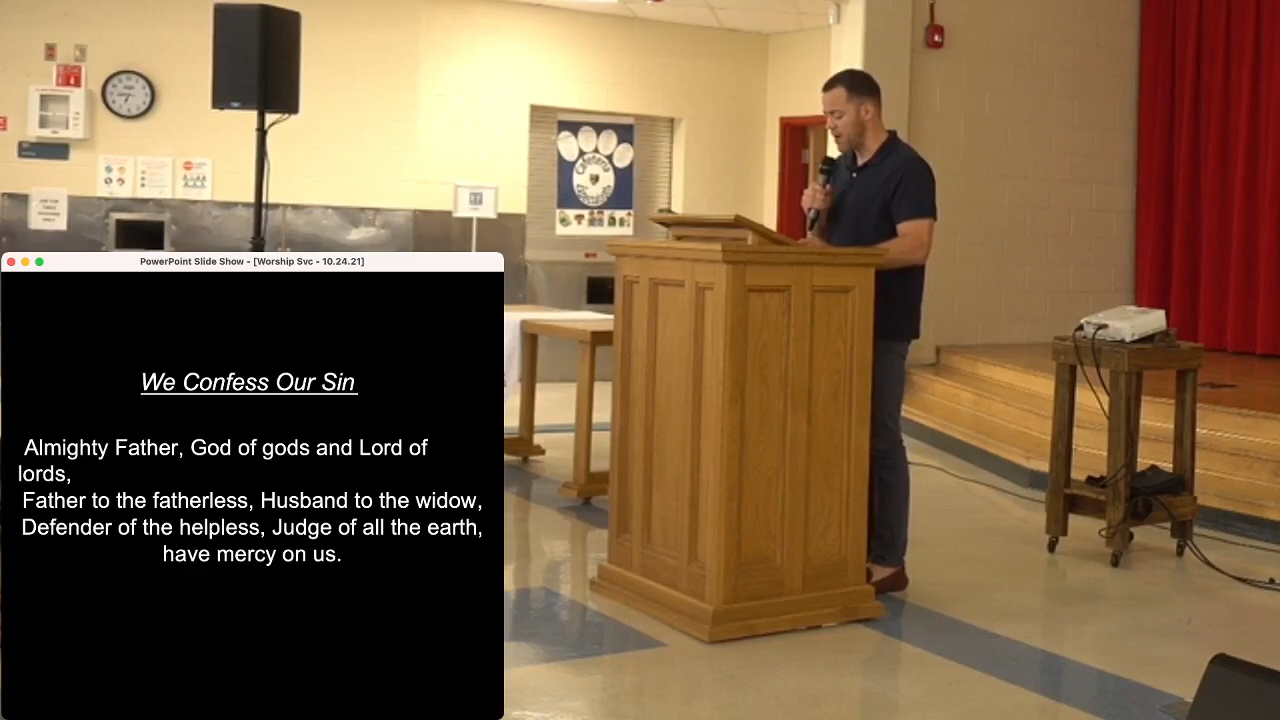 Cafeteria
PowerPoint Slide Show - [Worship Svc - 10.24.21]
We Confess Our Sin
Almighty Father, God of gods and Lord of
lords,
Father to the fatherless, Husband to the widow,
Defender of the helpless, Judge of all the earth,
have mercy on us.